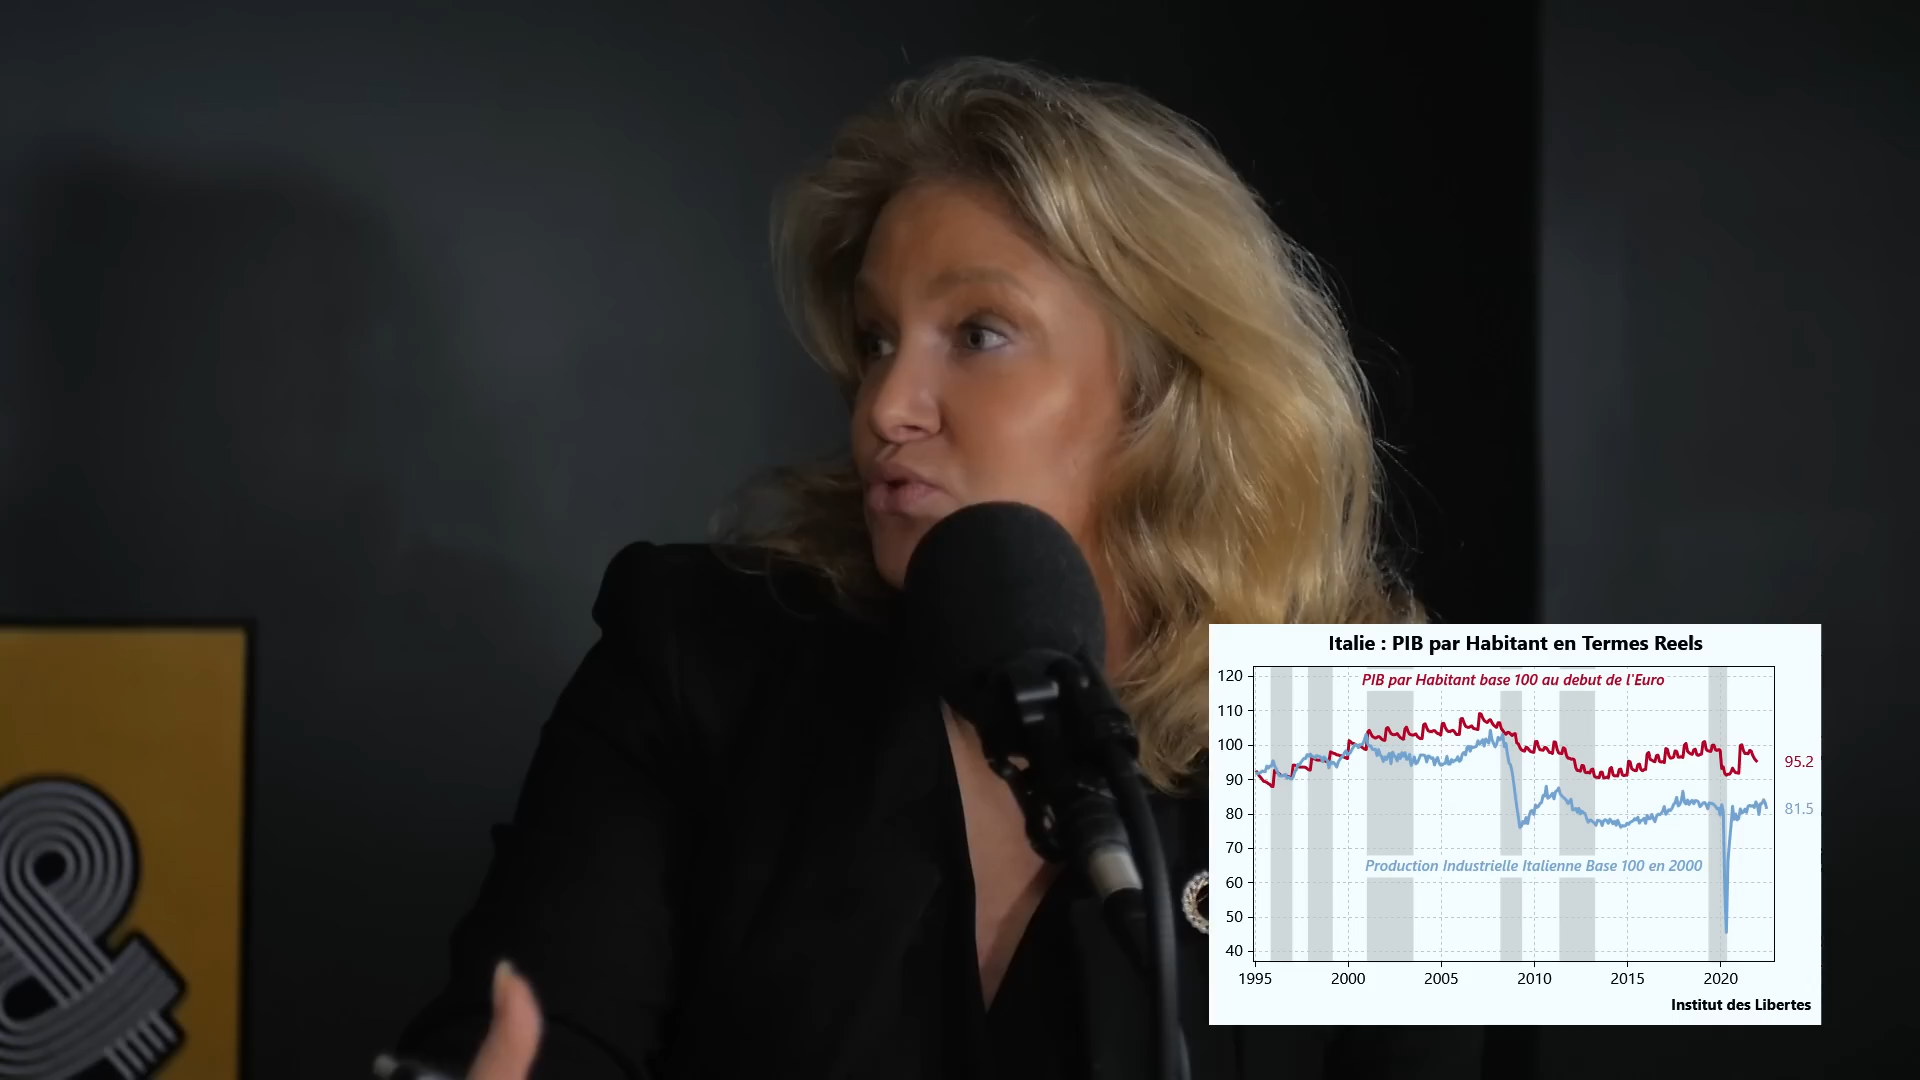 Italie : PIB par Habitant en Termes Reels
120
PIB par Habitant base 100 au debut de l'Euro
110
100
95.2
90
80
81.5
70
Production Industrielle Italienne Base 100 en 2000
60
50
40
1995 2000 2005 2010 2015 2020
Institut des Libertes
&